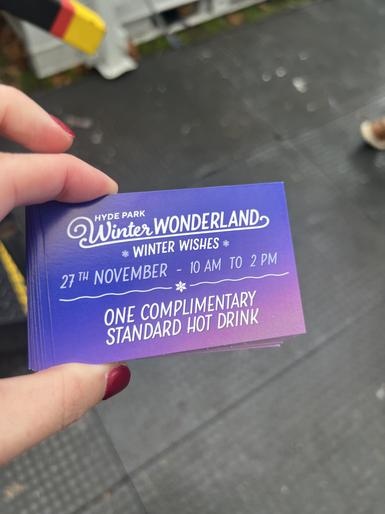 HYDE PARK
Winter WONDERLAND
* WINTER WISHES *
27TH NOVEMBER - 10 AM TO 2 PM
ONE COMPLIMENTARY
STANDARD HOT DRINK